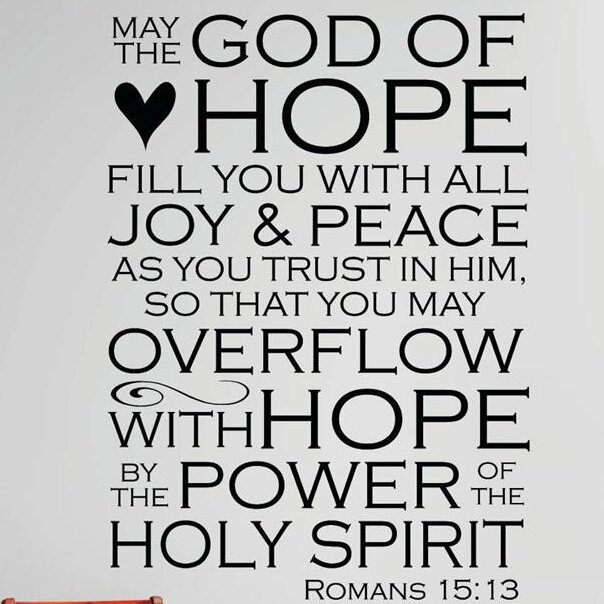 MAY THE GOD OF
HOPE
FILL YOU WITH ALL
JOY & PEACE
AS YOU TRUST IN HIM,
SO THAT YOU MAY
OVERFLOW
WITH HOPE
BY THE POWER OF THE
HOLY SPIRIT
ROMANS 15:13